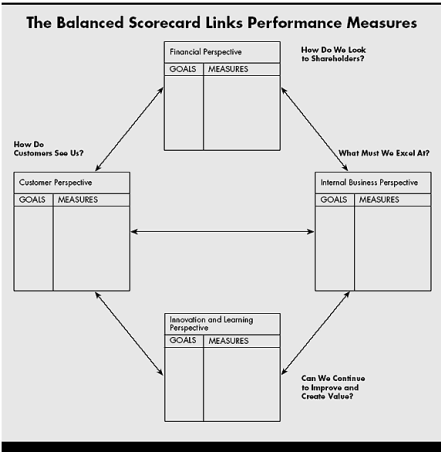 The Balanced Scorecard Links Performance Measures
Financial Perspective
GOALS MEASURES
How Do We Look
to Shareholders?
How Do
Customers See Us?
What Must We Excel At?
Customer Perspective
GOALS MEASURES
Internal Business Perspective
GOALS MEASURES
Innovation and Learning
Perspective
GOALS MEASURES
Can We Continue
to Improve and
Create Value?